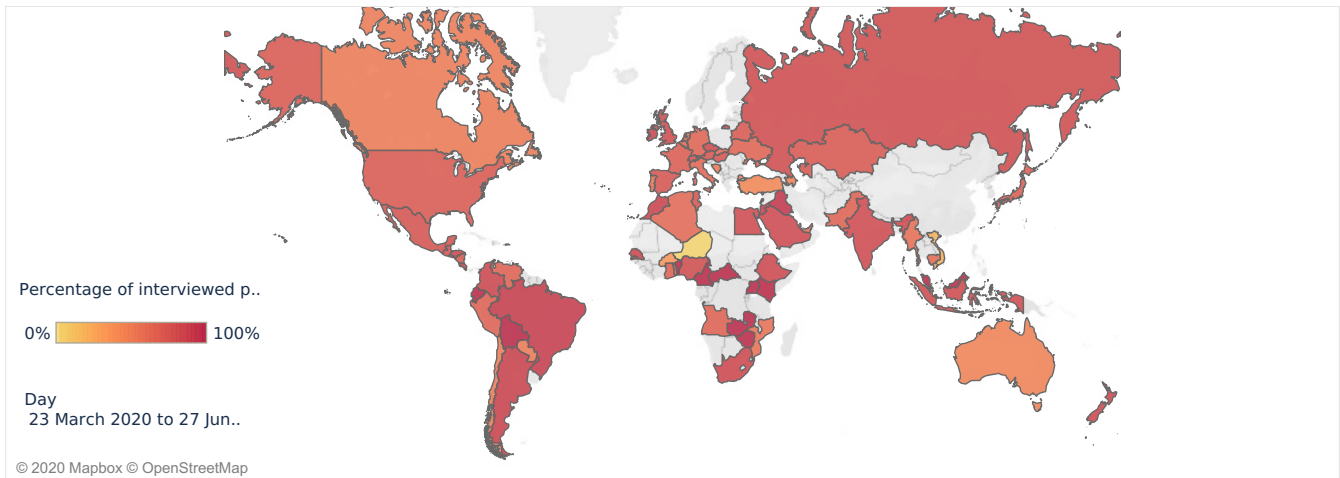 Percentage of interviewed p..
0% 100%
Day
23 March 2020 to 27 Jun..
© 2020 Mapbox © OpenStreetMap